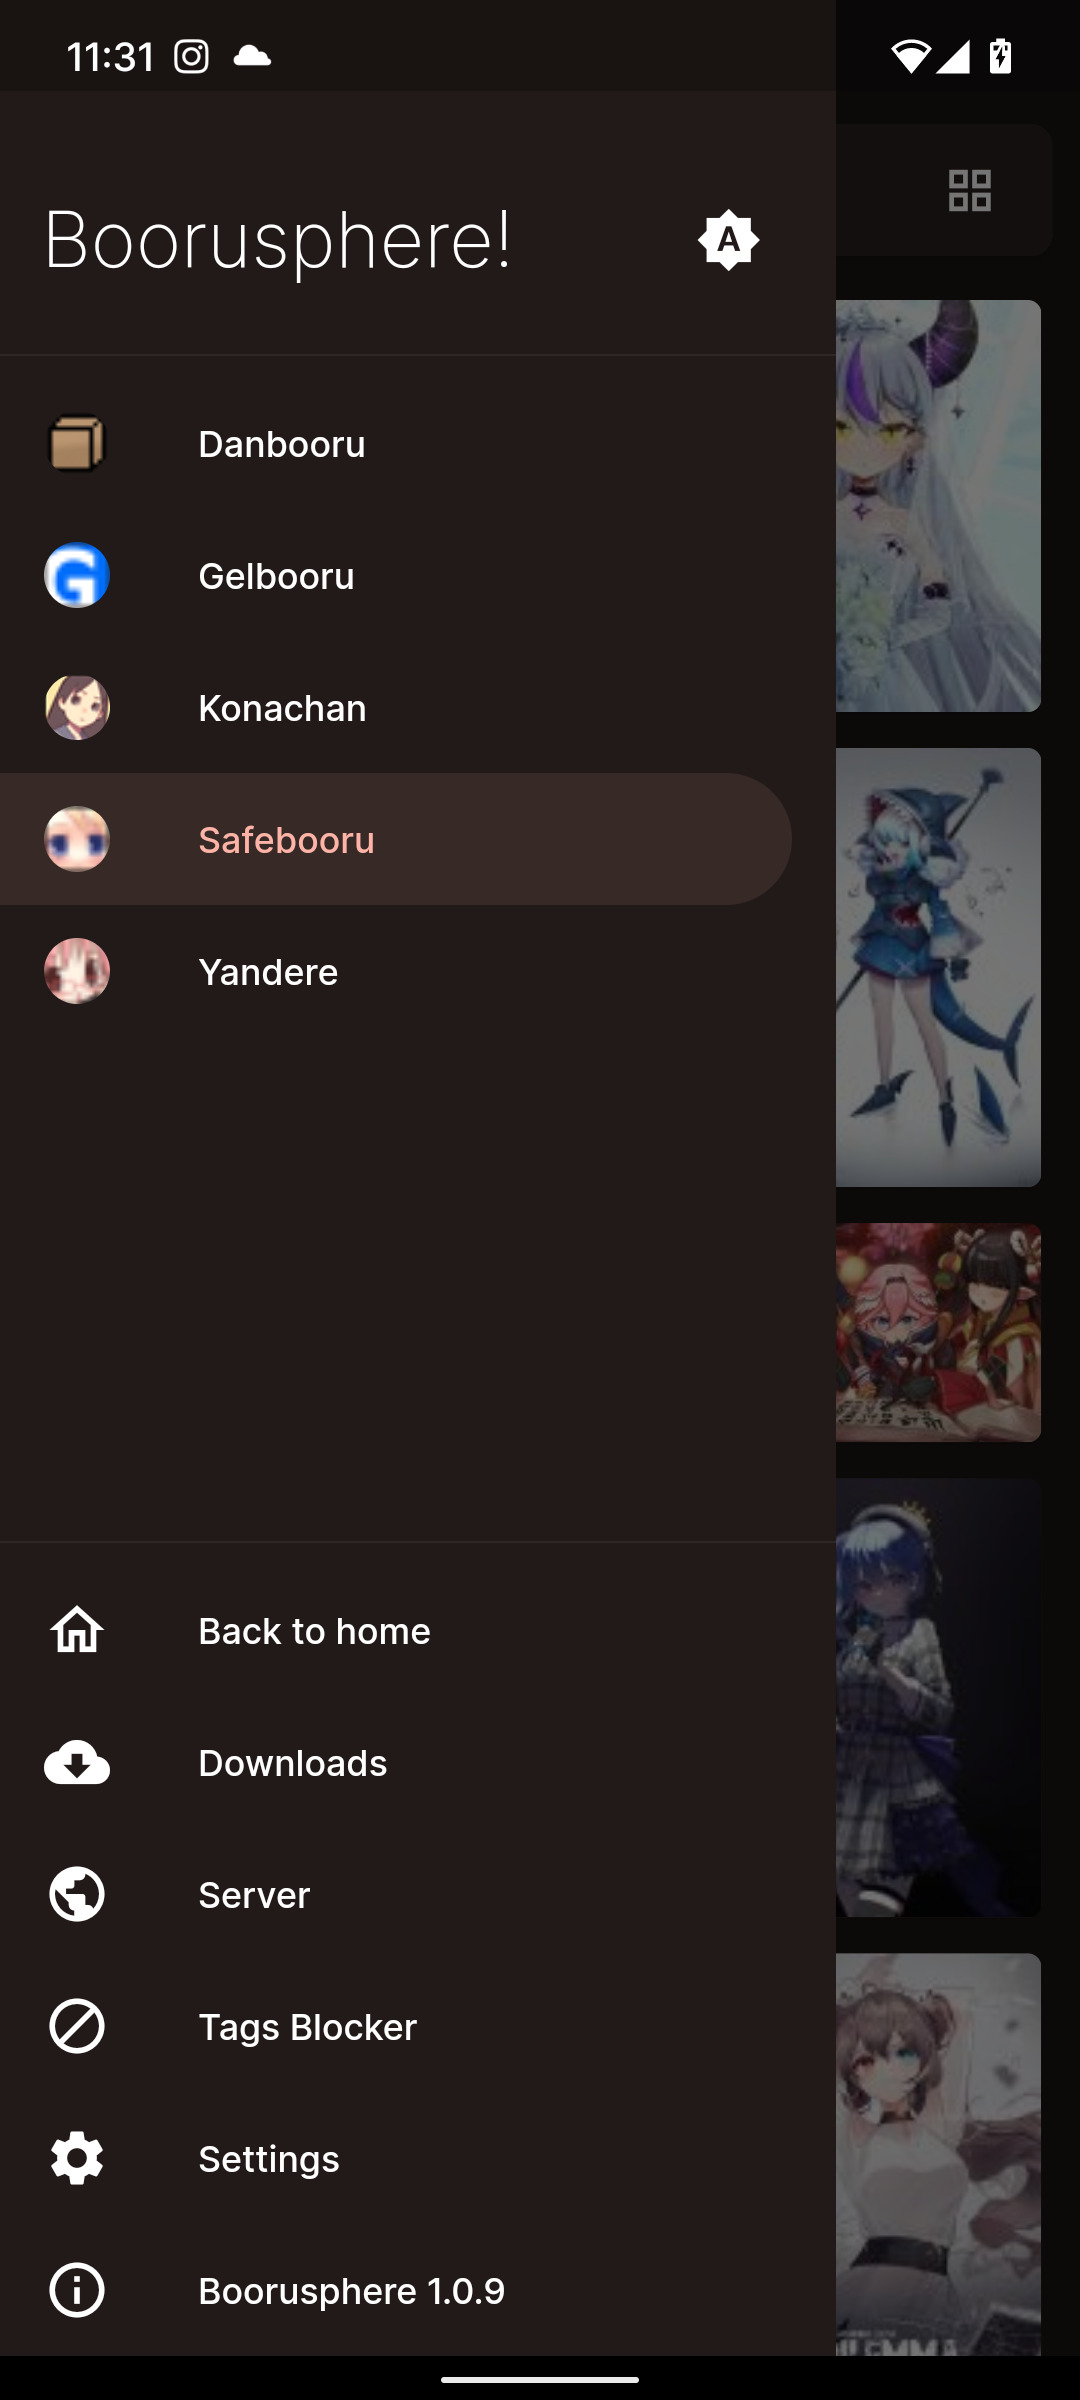 11:31
Boorusphere!
A
Danbooru
G
Gelbooru
Konachan
Safebooru
Yandere
Back to home
Downloads
Server
Tags Blocker
Settings
Boorusphere 1.0.9